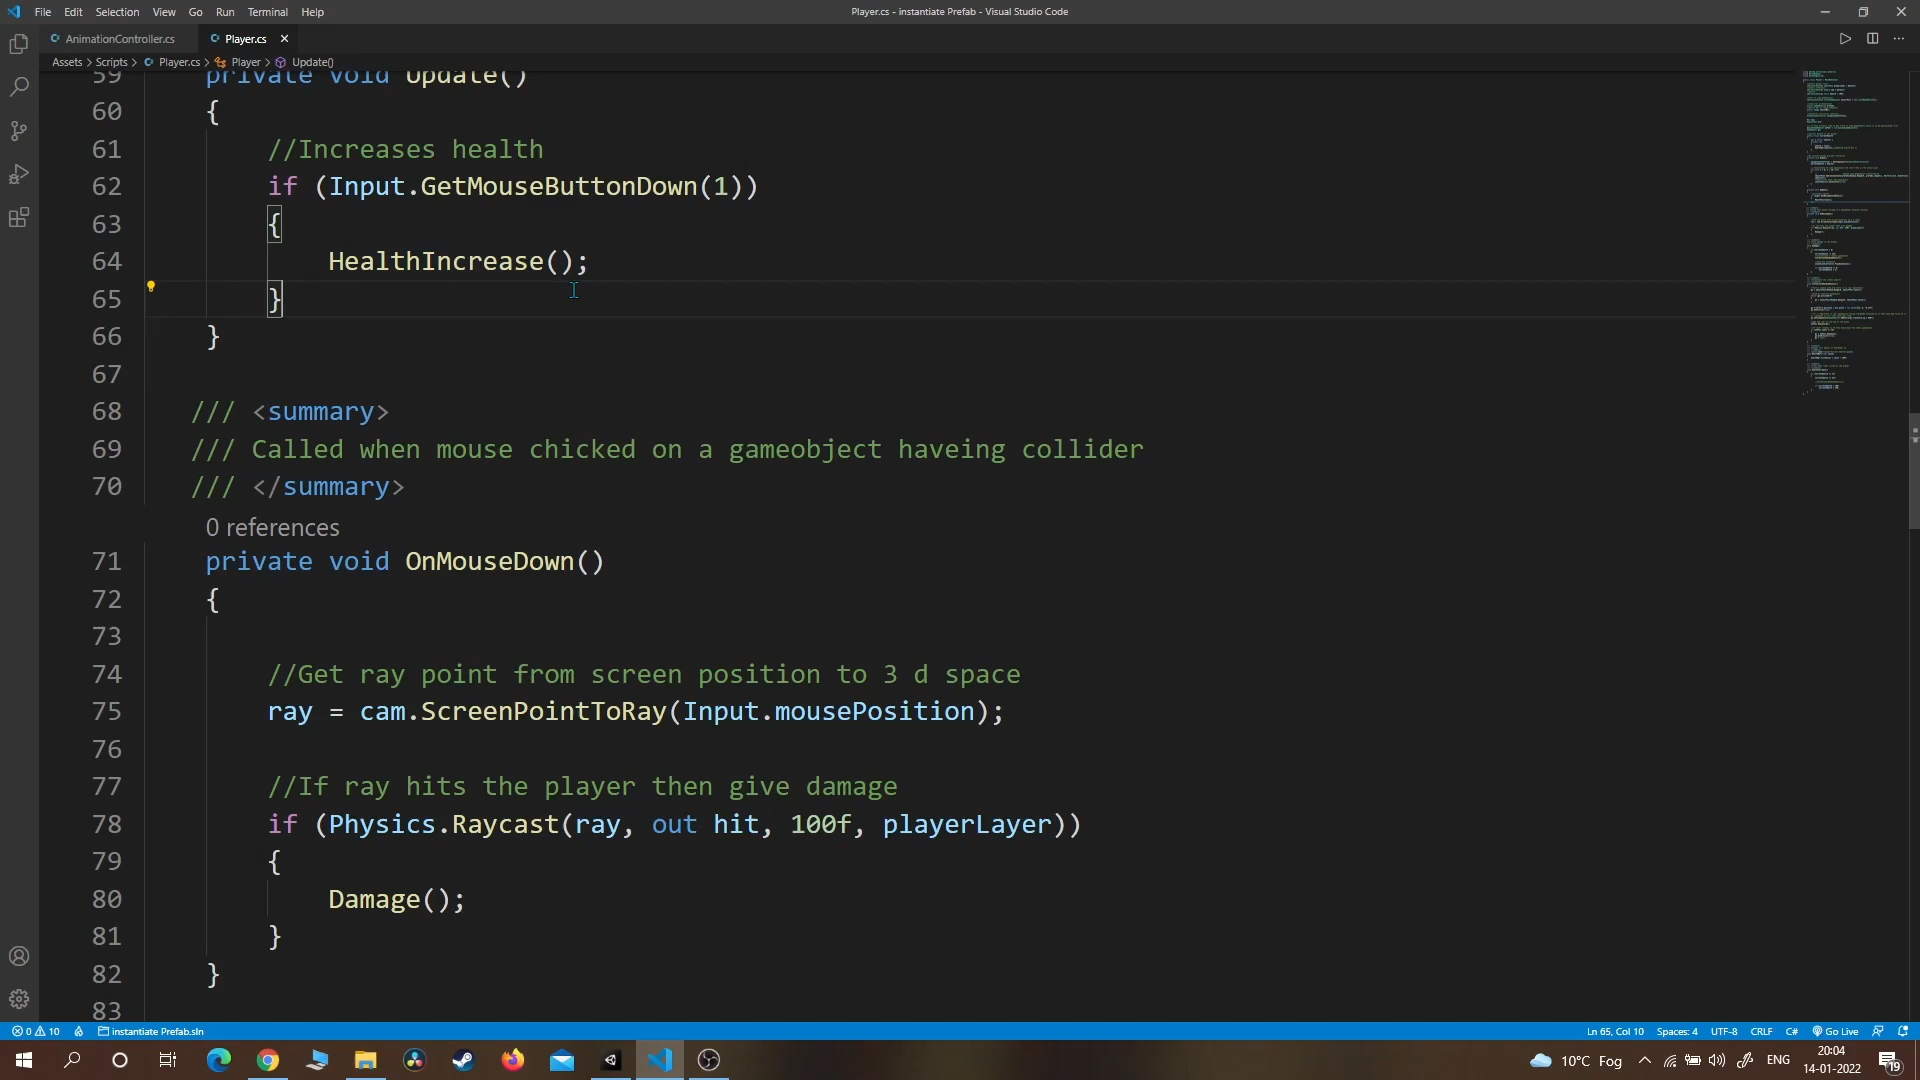 File Edit Selection View Go Run Terminal Help
Player.cs - instantiate Prefab - Visual Studio Code
AnimationController.cs Player.cs
Assets > Scripts > Player.cs > Player > Update()
59 private void Update()
60 {
61 //Increases health
62 if (Input.GetMouseButtonDown(1))
63 {
64 HealthIncrease();
65 }
66 }
67
68 /// <summary>
69 /// Called when mouse chicked on a gameobject haveing collider
70 /// </summary>
0 references
71 private void OnMouseDown()
72 {
73
74 //Get ray point from screen position to 3 d space
75 ray = cam.ScreenPointToRay(Input.mousePosition);
76
77 //If ray hits the player then give damage
78 if (Physics.Raycast(ray, out hit, 100f, playerLayer))
79 {
80 Damage();
81 }
82 }
83
0 10 instantiate Prefab.sln
Ln 65, Col 10 Spaces: 4 UTF-8 CRLF C# Go Live
10°C Fog ENG
20:04
14-01-2022
19